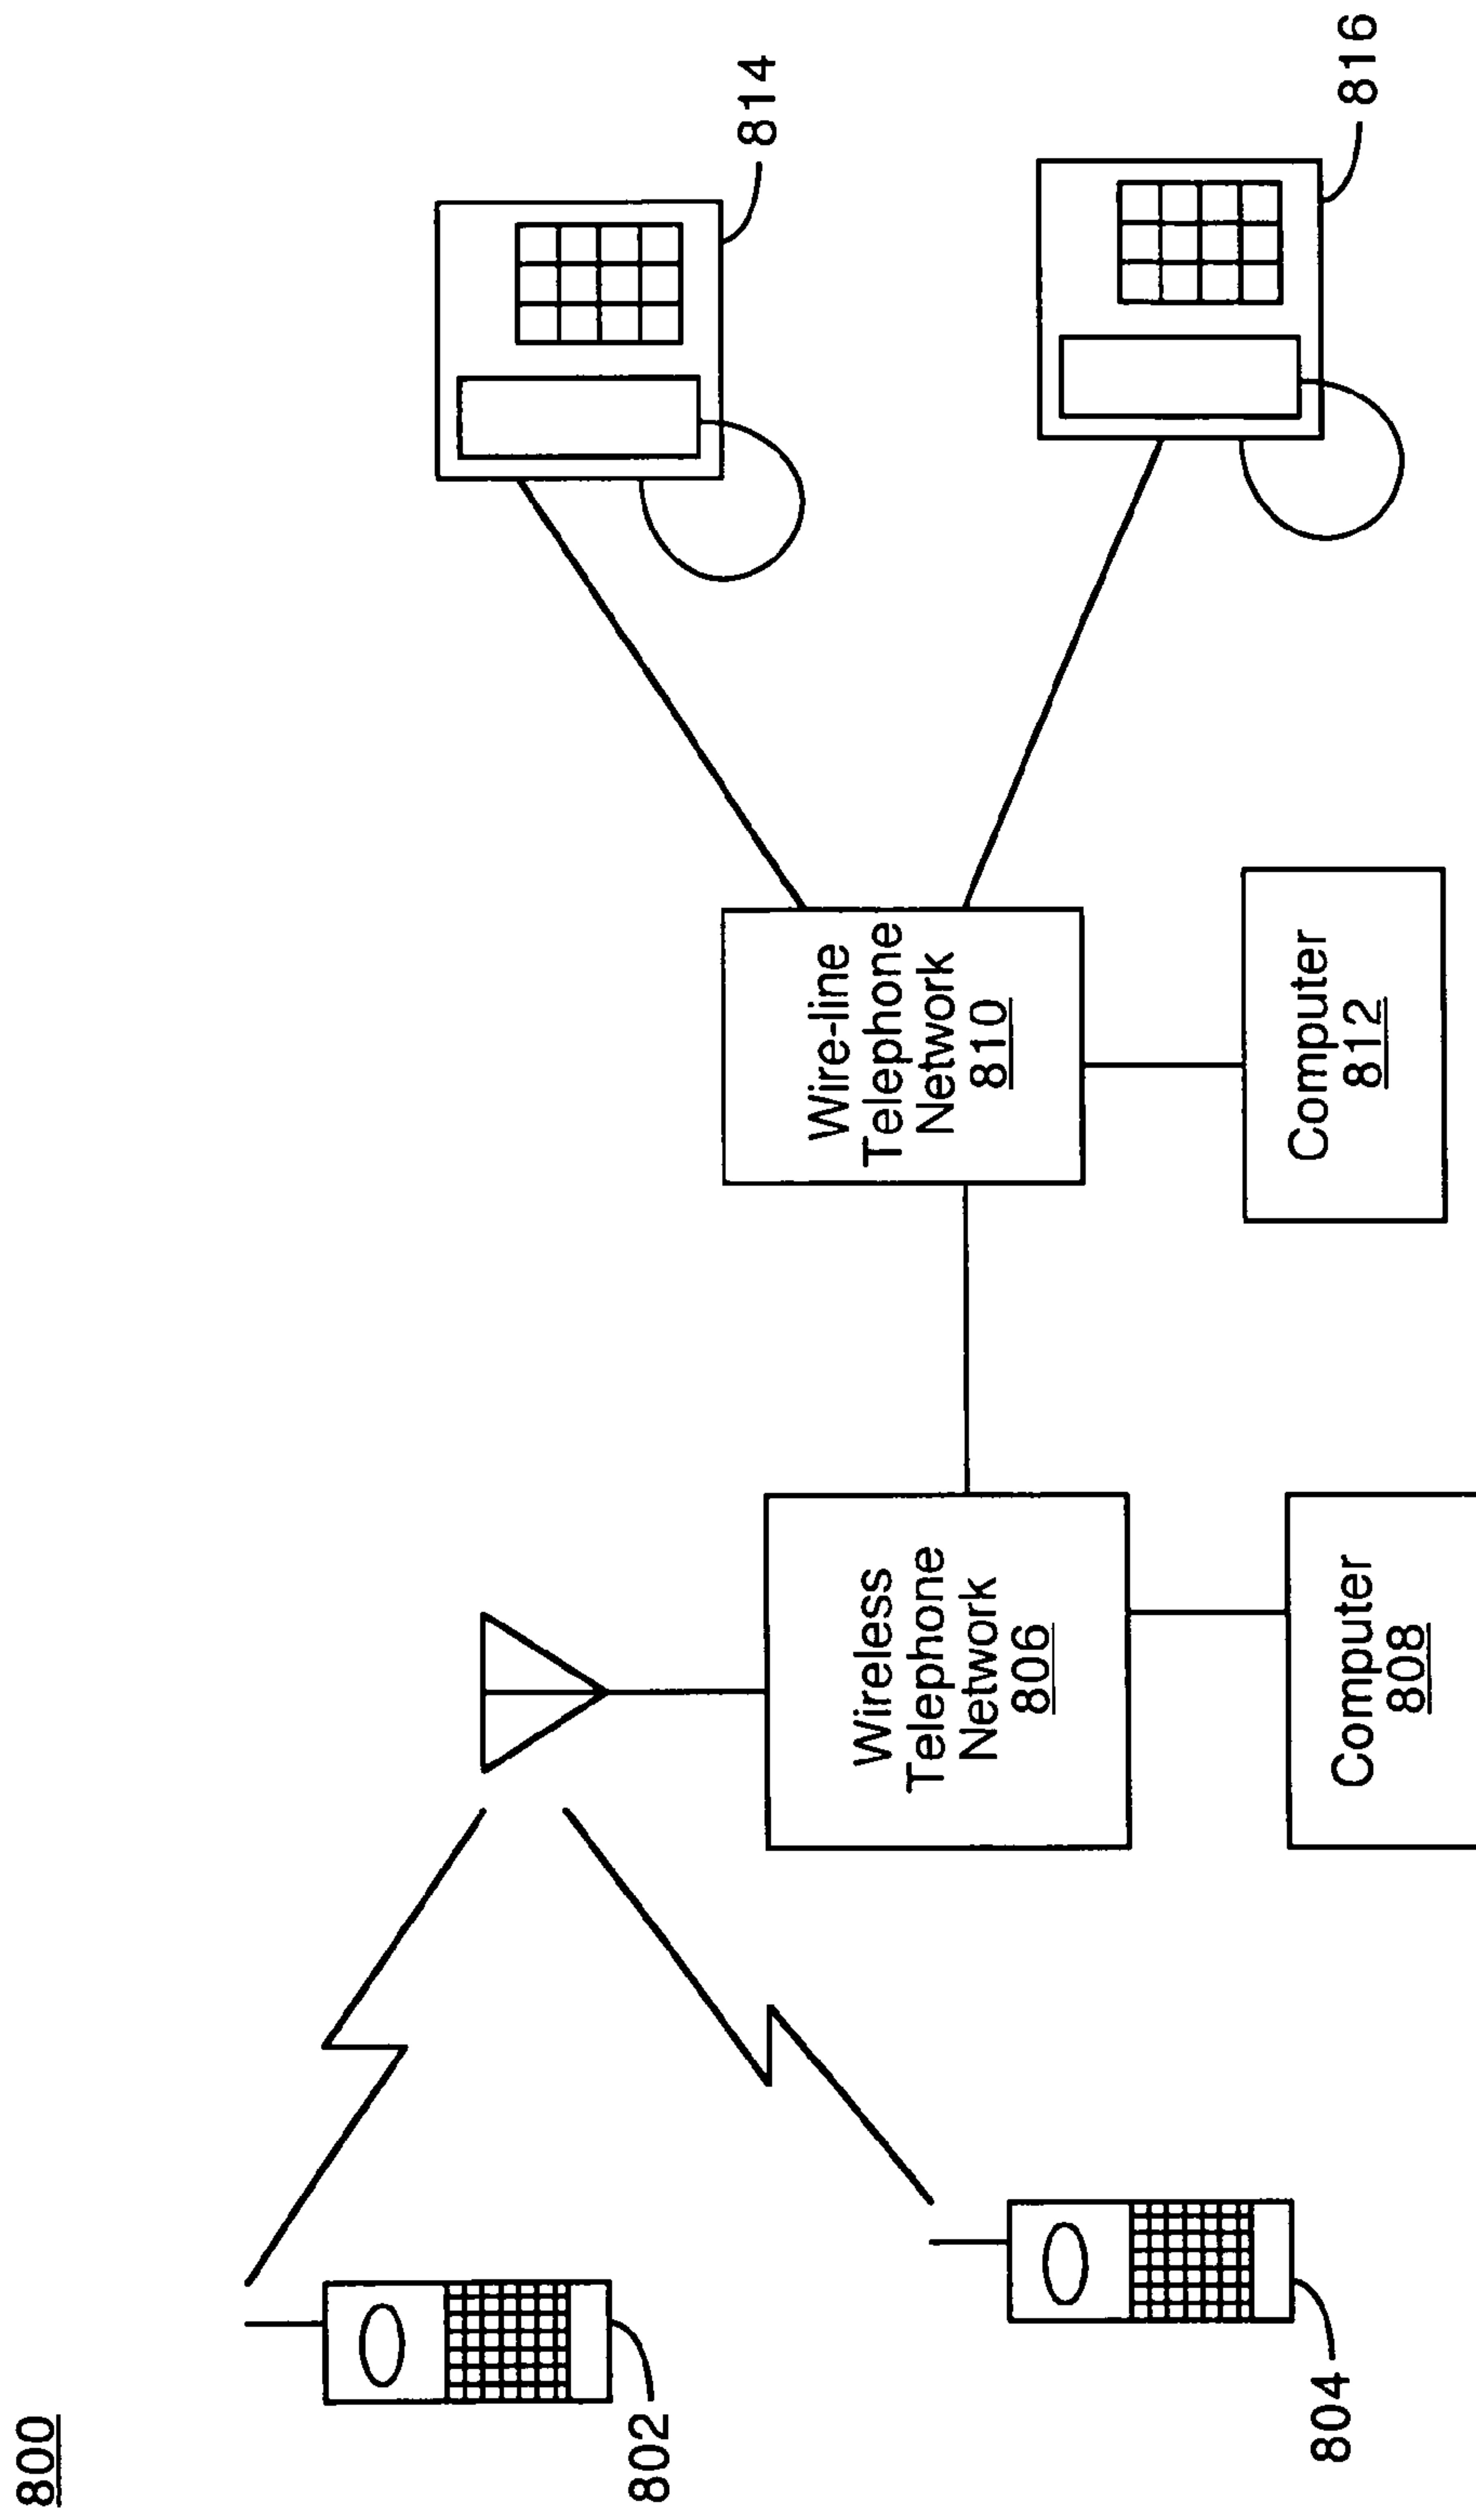 800
802
804
Wireless
Telephone
Network
806
Computer
808
Wire-line
Telephone
Network
810
Computer
812
814
816